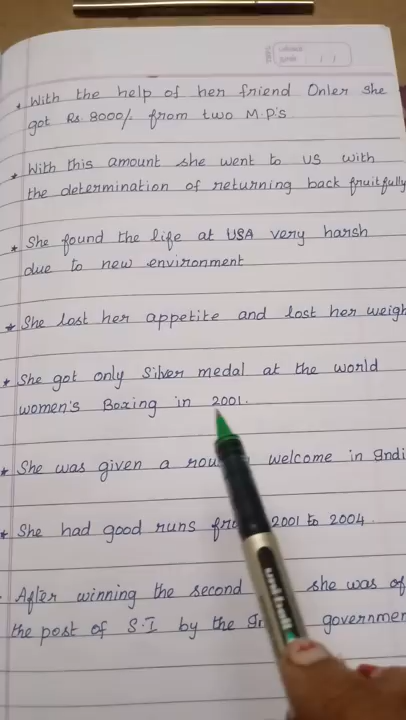 With the help of her friend Onler she
got Rs. 8000/- from two M.P's
* With this amount she went to US with
the determination of returning back fruitfully
* She found the life at USA very harsh
due to new environment
* She lost her appetite and lost her weigh
* She got only Silver medal at the world
women's Boxing in 2001.
* She was given a welcome in Indi
* She had good runs 2001 to 2004.
After winning the second she was of
the post of S.I by the governmen
uni-ball